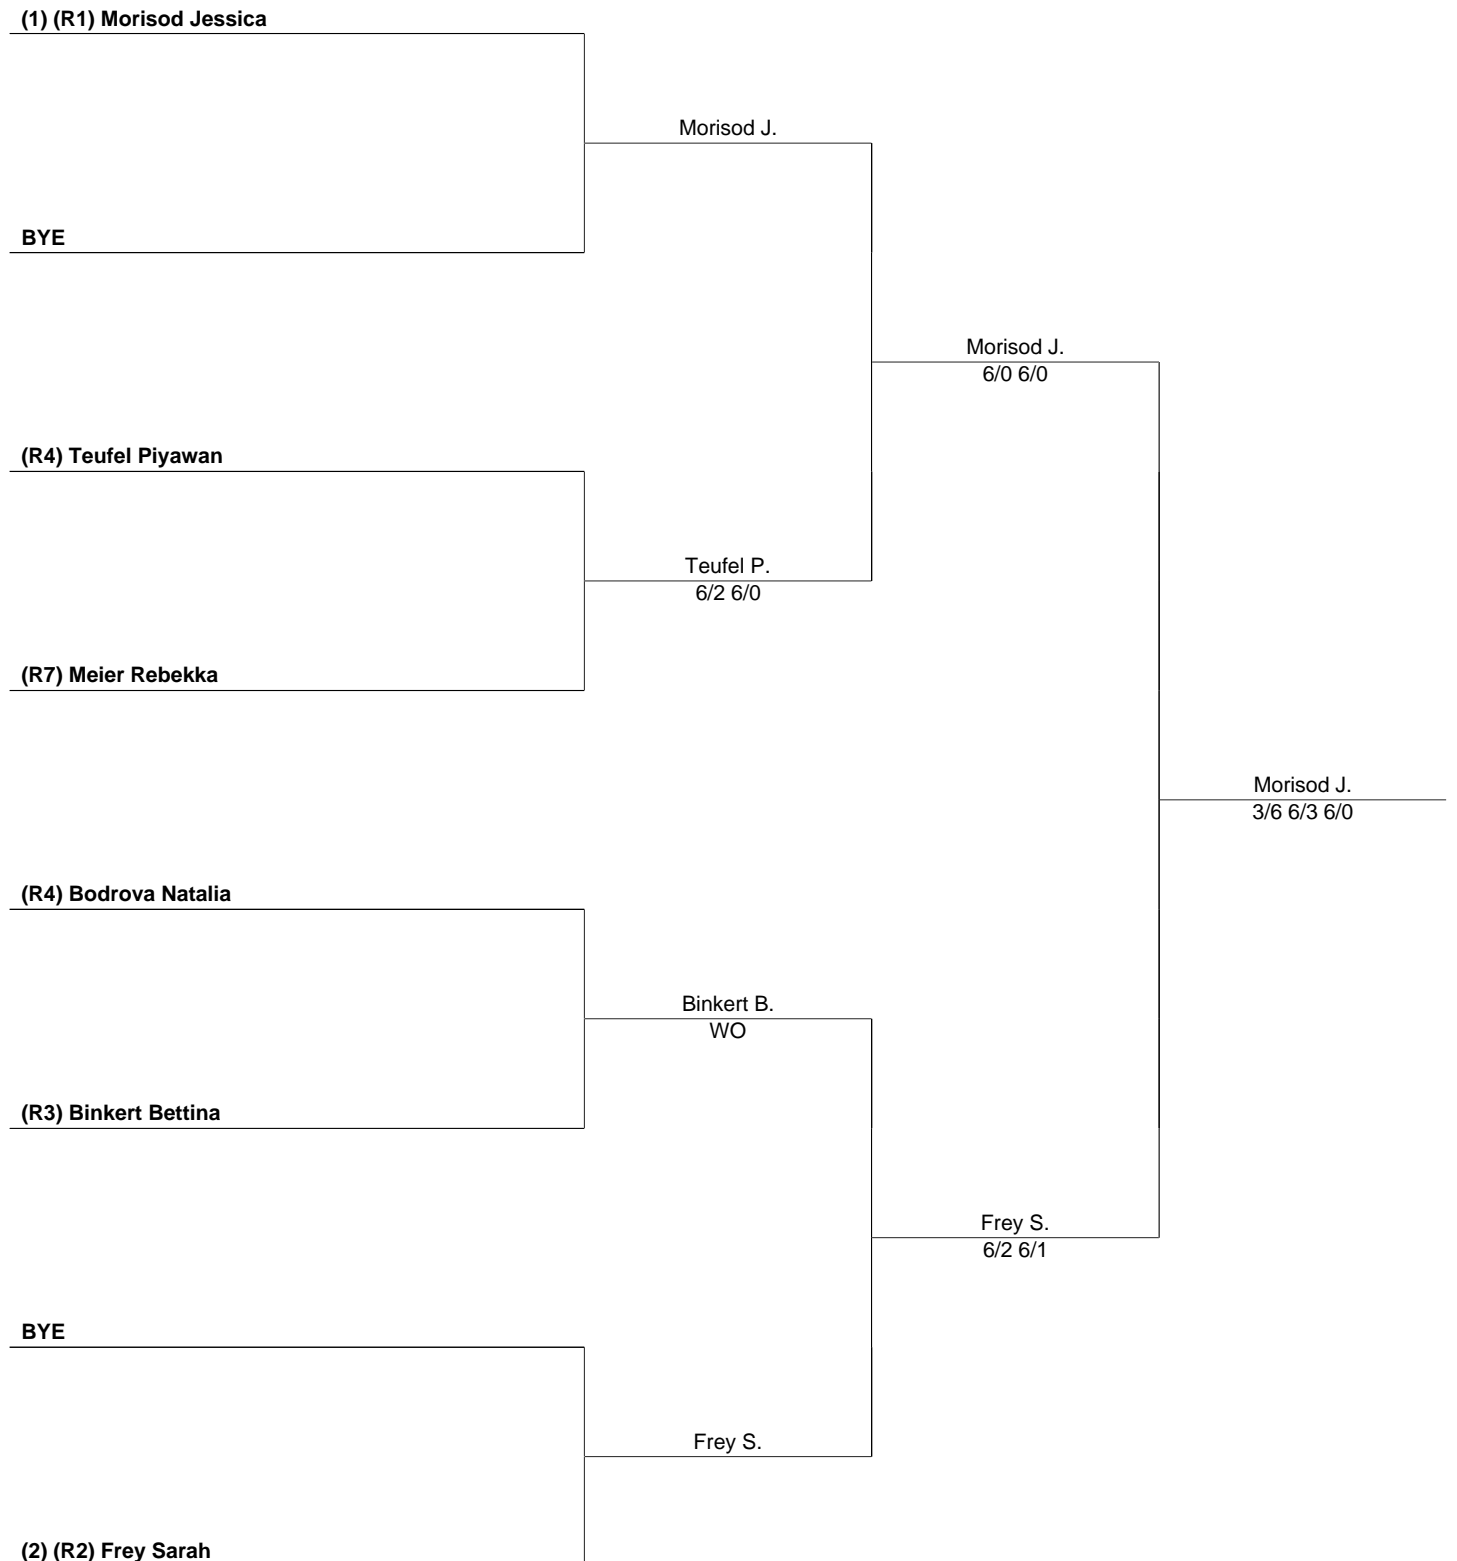 (1) (R1) Morisod Jessica
Morisod J.
BYE
Morisod J.
6/0 6/0
(R4) Teufel Piyawan
Teufel P.
6/2 6/0
(R7) Meier Rebekka
Morisod J.
3/6 6/3 6/0
(R4) Bodrova Natalia
Binkert B.
WO
(R3) Binkert Bettina
Frey S.
6/2 6/1
BYE
Frey S.
(2) (R2) Frey Sarah